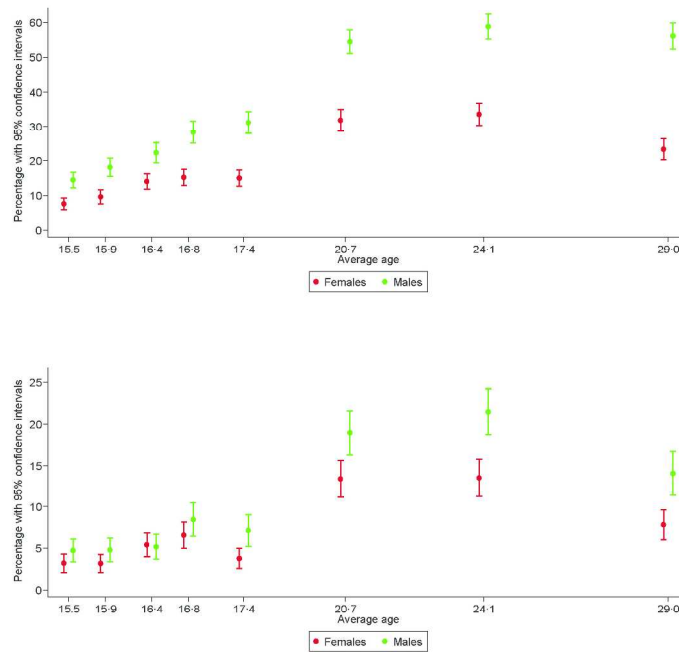 Percentage with 95% confidence intervals
60
50
40
30
20
10
0
15.5 15·9 16·4 16·8 17·4 20·7 24·1 29·0
Average age
Females Males
Percentage with 95% confidence intervals
25
20
15
10
5
0
15.5 15·9 16·4 16·8 17·4 20·7 24·1 29·0
Average age
Females Males